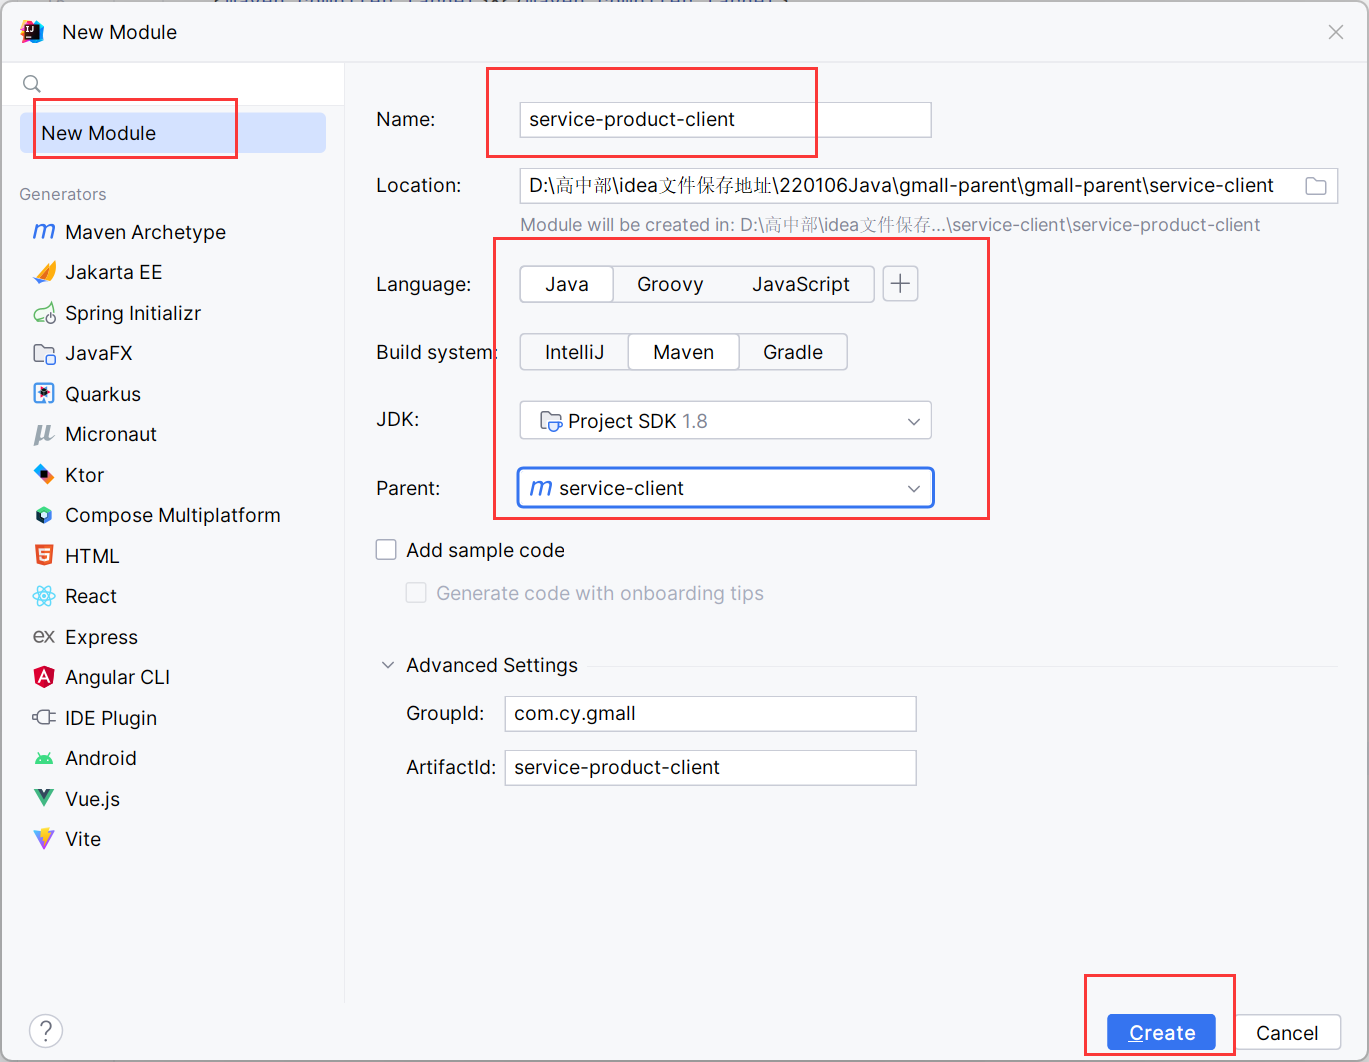 New Module
New Module
Generators
Maven Archetype
Jakarta EE
Spring Initializr
JavaFX
Quarkus
Micronaut
Ktor
Compose Multiplatform
HTML
React
ex Express
Angular CLI
IDE Plugin
Android
Vue.js
Vite
Name: service-product-client
Location: D:\高中部\idea文件保存地址\220106Java\gmall-parent\gmall-parent\service-client
Module will be created in: D:\高中部\idea文件保存...\service-client\service-product-client
Language: Java Groovy JavaScript
Build system: IntelliJ Maven Gradle
JDK: Project SDK 1.8
Parent: m service-client
Add sample code
Generate code with onboarding tips
Advanced Settings
GroupId: com.cy.gmall
ArtifactId: service-product-client
? Create Cancel